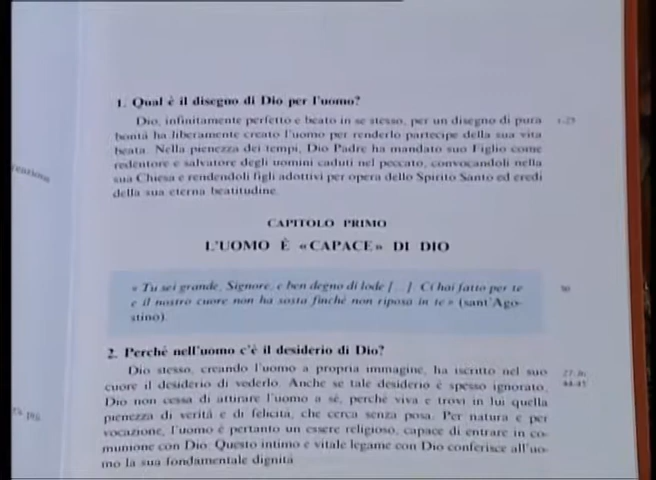 1. Qual è il disegno di Dio per l'uomo?
Dio, infinitamente perfetto e beato in se stesso, per un disegno di pura
bontà ha liberamente creato l'uomo per renderlo partecipe della sua vita
beata. Nella pienezza dei tempi, Dio Padre ha mandato suo Figlio come
redentore e salvatore degli uomini caduti nel peccato, convocandoli nella
sua Chiesa e rendendoli figli adottivi per opera dello Spirito Santo ed eredi
della sua eterna beatitudine.
1-25
CAPITOLO PRIMO
L'UOMO È «CAPACE» DI DIO
« Tu sei grande, Signore, e ben degno di lode [...]. Ci hai fatto per te
e il nostro cuore non ha sosta finché non riposa in te » (sant'Ago-
stino).
30
2. Perché nell'uomo c'è il desiderio di Dio?
Dio stesso, creando l'uomo a propria immagine, ha iscritto nel suo
cuore il desiderio di vederlo. Anche se tale desiderio è spesso ignorato,
Dio non cessa di attirare l'uomo a sé, perché viva e trovi in lui quella
pienezza di verità e di felicità, che cerca senza posa. Per natura e per
vocazione, l'uomo è pertanto un essere religioso, capace di entrare in co-
munione con Dio. Questo intimo e vitale legame con Dio conferisce all'uo-
mo la sua fondamentale dignità.
27-30
44-45